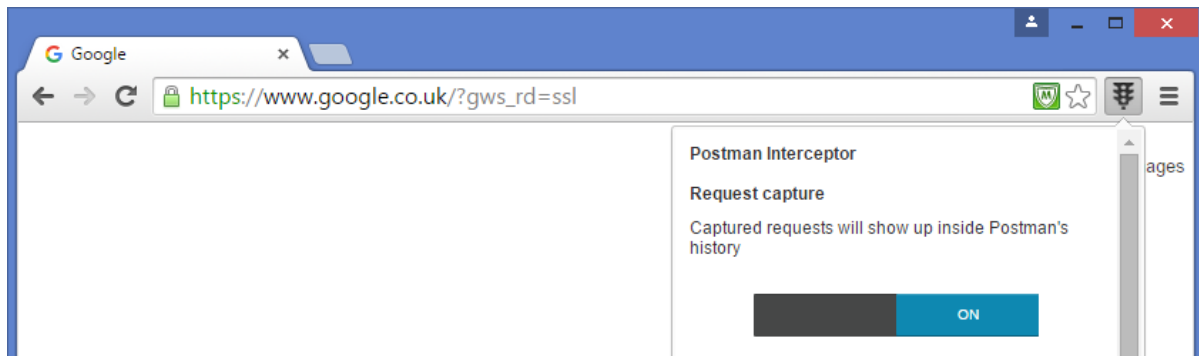 Google
https://www.google.co.uk/?gws_rd=ssl
M
ages
Postman Interceptor
Request capture
Captured requests will show up inside Postman's
history
ON